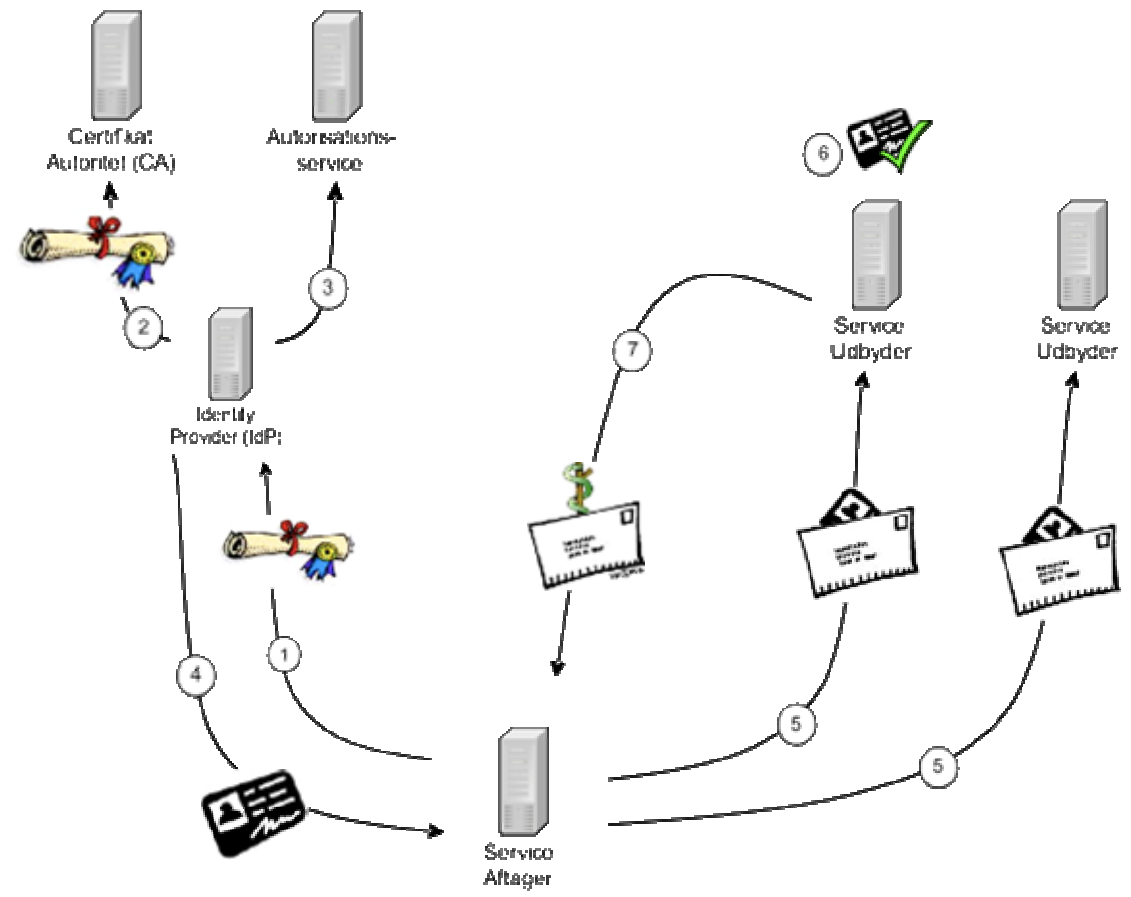 Certifikat
Autoritet (CA)
Autorisations-
service
6
3
2
Service
Udbyder
Service
Udbyder
7
Identity
Provider (IdP)
1
4
5
5
Service
Aftager